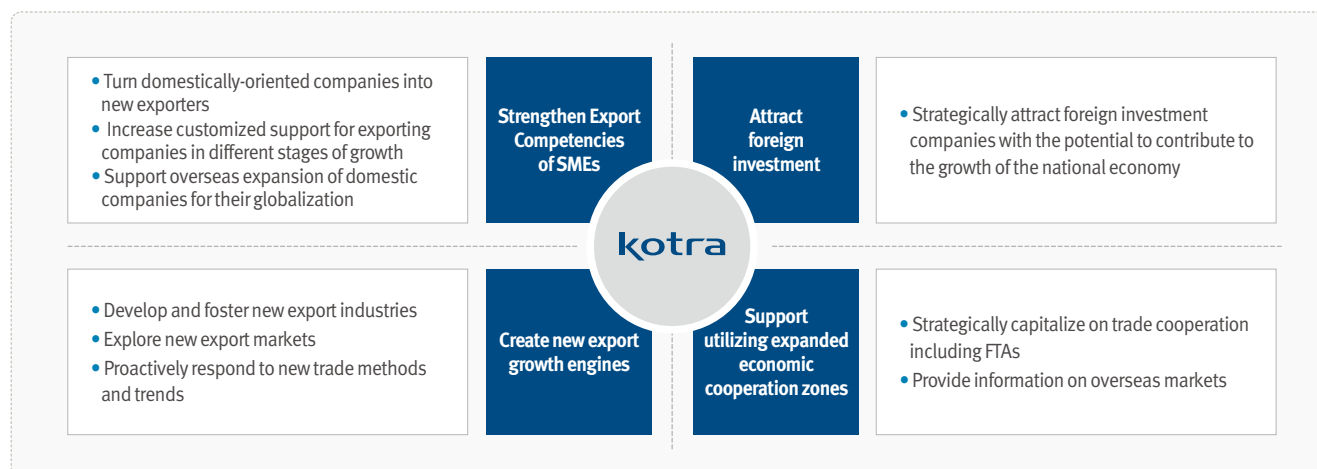 • Turn domestically-oriented companies into
new exporters
• Increase customized support for exporting
companies in different stages of growth
• Support overseas expansion of domestic
companies for their globalization
Strengthen Export
Competencies
of SMEs
Attract
foreign
investment
• Strategically attract foreign investment
companies with the potential to contribute to
the growth of the national economy
kotra
• Develop and foster new export industries
• Explore new export markets
• Proactively respond to new trade methods
and trends
Create new export
growth engines
Support
utilizing expanded
economic
cooperation zones
• Strategically capitalize on trade cooperation
including FTAs
• Provide information on overseas markets